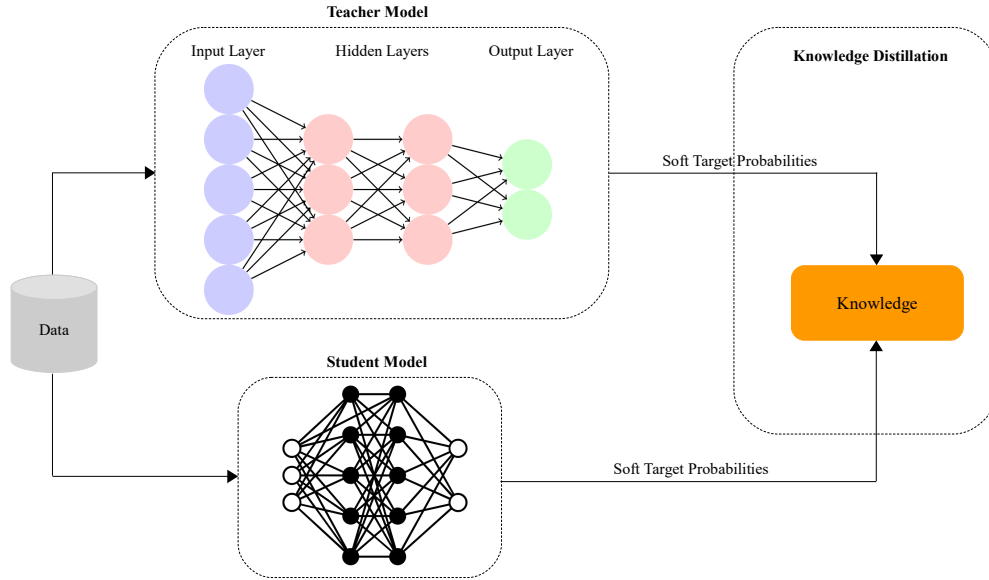 Teacher Model
Input Layer
Hidden Layers
Output Layer
Knowledge Distillation
Soft Target Probabilities
Data
Knowledge
Student Model
Soft Target Probabilities